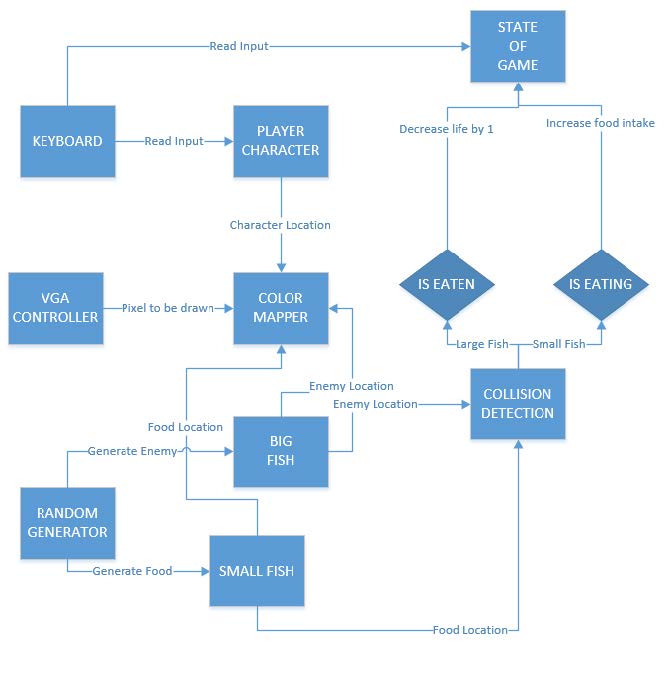 STATE
OF
GAME
Read Input
KEYBOARD
Read Input
PLAYER
CHARACTER
Decrease life by 1
Increase food intake
Character Location
IS EATEN
IS EATING
VGA
CONTROLLER
Pixel to be drawn
COLOR
MAPPER
Large Fish
Small Fish
Enemy Location
Enemy Location
COLLISION
DETECTION
Food Location
Generate Enemy
BIG
FISH
RANDOM
GENERATOR
Generate Food
SMALL FISH
Food Location